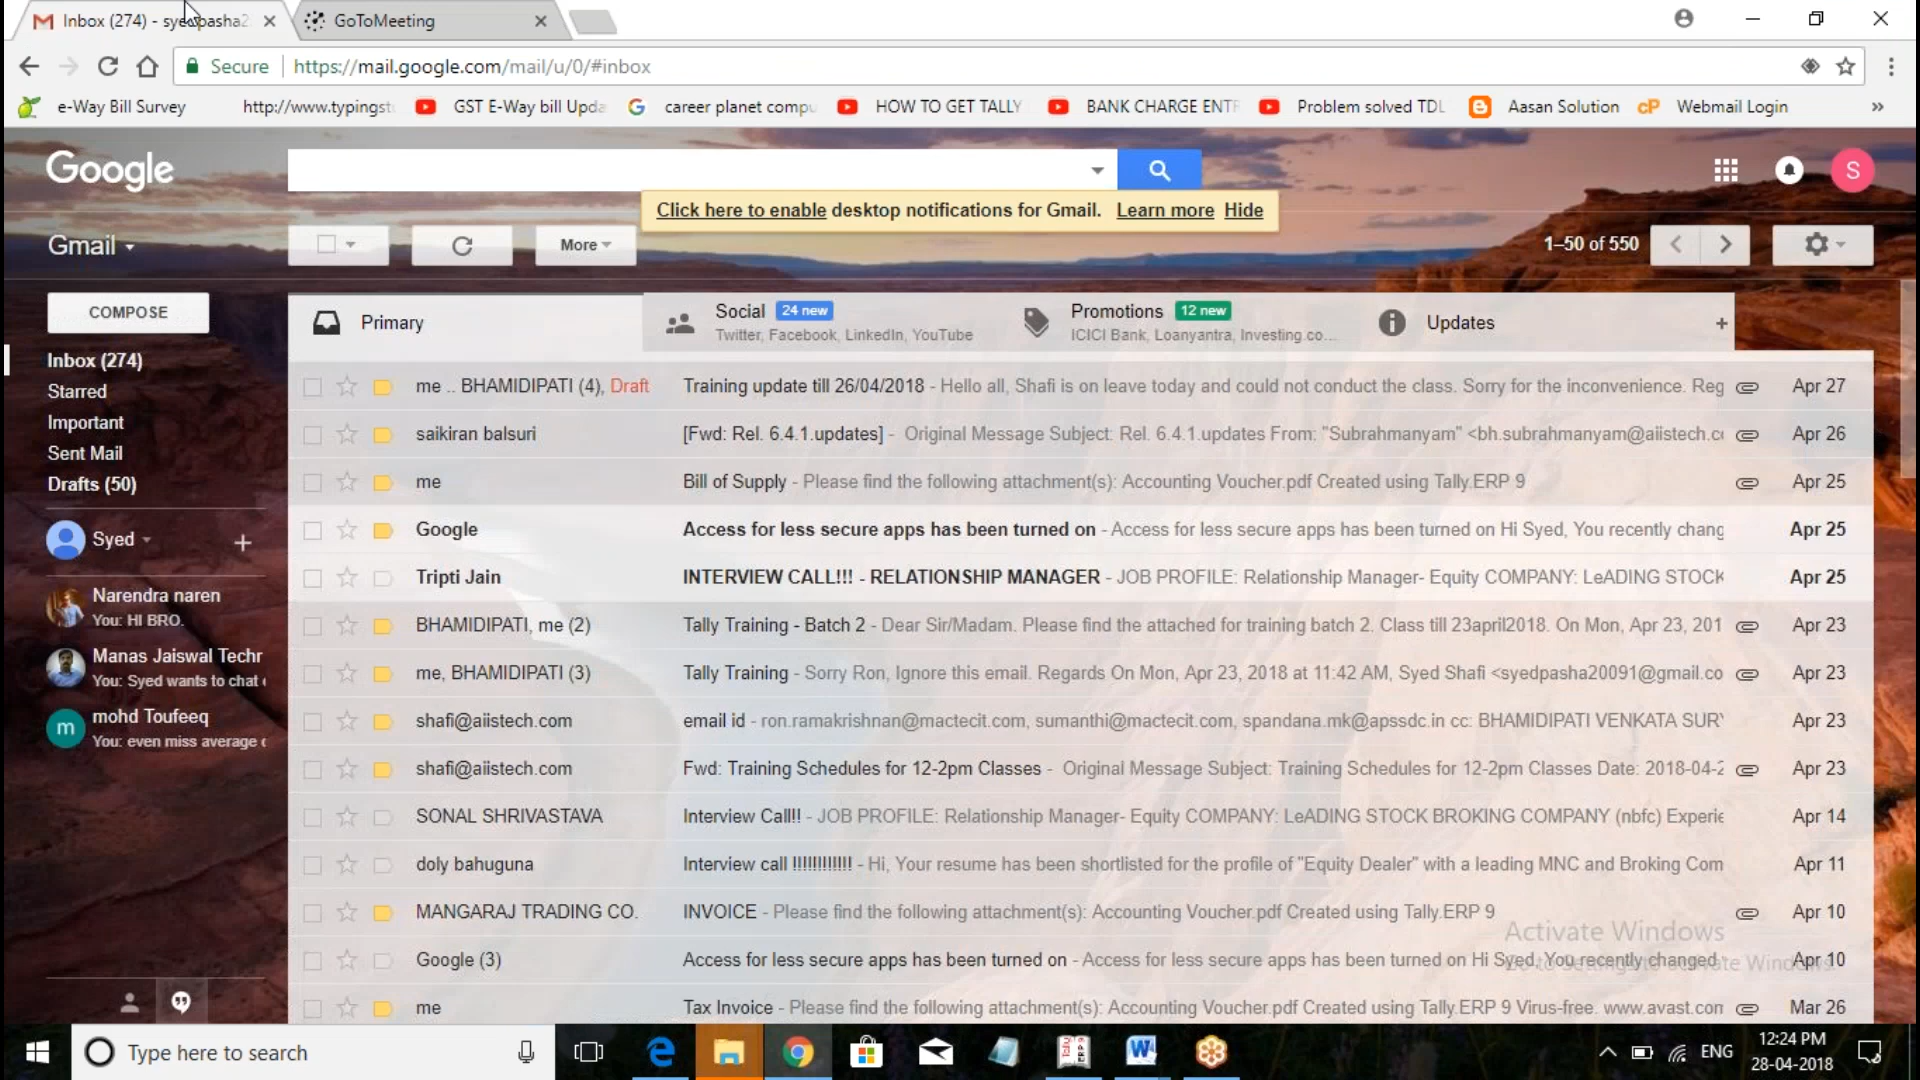 Inbox (274) - syedpasha2
GoToMeeting
Secure https://mail.google.com/mail/u/0/#inbox
e-Way Bill Survey http://www.typingst GST E-Way bill Upda career planet compu HOW TO GET TALLY BANK CHARGE ENTR Problem solved TDL Aasan Solution Webmail Login »
Google
Click here to enable desktop notifications for Gmail. Learn more Hide
Gmail More 1–50 of 550
COMPOSE
Primary
Social 24 new
Twitter, Facebook, LinkedIn, YouTube
Promotions 12 new
ICICI Bank, Loanyantra, Investing.co...
Updates +
Inbox (274)
Starred
Important
Sent Mail
Drafts (50)
Syed +
Narendra naren
You: HI BRO.
Manas Jaiswal Techr
You: Syed wants to chat
m mohd Toufeeq
You: even miss average
S
me .. BHAMIDIPATI (4), Draft Training update till 26/04/2018 - Hello all, Shafi is on leave today and could not conduct the class. Sorry for the inconvenience. Reg Apr 27
saikiran balsuri [Fwd: Rel. 6.4.1.updates] - Original Message Subject: Rel. 6.4.1.updates From: "Subrahmanyam" <bh.subrahmanyam@aiistech.co Apr 26
me Bill of Supply - Please find the following attachment(s): Accounting Voucher.pdf Created using Tally.ERP 9 Apr 25
Google Access for less secure apps has been turned on - Access for less secure apps has been turned on Hi Syed, You recently chang Apr 25
Tripti Jain INTERVIEW CALL!!! - RELATIONSHIP MANAGER - JOB PROFILE: Relationship Manager- Equity COMPANY: LeADING STOCK Apr 25
BHAMIDIPATI, me (2) Tally Training - Batch 2 - Dear Sir/Madam. Please find the attached for training batch 2. Class till 23april2018. On Mon, Apr 23, 201 Apr 23
me, BHAMIDIPATI (3) Tally Training - Sorry Ron, Ignore this email. Regards On Mon, Apr 23, 2018 at 11:42 AM, Syed Shafi <syedpasha20091@gmail.co Apr 23
shafi@aiistech.com email id - ron.ramakrishnan@mactecit.com, sumanthi@mactecit.com, spandana.mk@apssdc.in cc: BHAMIDIPATI VENKATA SURY Apr 23
shafi@aiistech.com Fwd: Training Schedules for 12-2pm Classes - Original Message Subject: Training Schedules for 12-2pm Classes Date: 2018-04-2 Apr 23
SONAL SHRIVASTAVA Interview Call!! - JOB PROFILE: Relationship Manager- Equity COMPANY: LeADING STOCK BROKING COMPANY (nbfc) Experie Apr 14
doly bahuguna Interview call !!!!!!!!!!!! - Hi, Your resume has been shortlisted for the profile of "Equity Dealer" with a leading MNC and Broking Com Apr 11
MANGARAJ TRADING CO. INVOICE - Please find the following attachment(s): Accounting Voucher.pdf Created using Tally.ERP 9 Apr 10
Activate Windows
Google (3) Access for less secure apps has been turned on - Access for less secure apps has been turned on Hi Syed, You recently changed Apr 10
me Tax Invoice - Please find the following attachment(s): Accounting Voucher.pdf Created using Tally.ERP 9 Virus-free. www.avast.com Mar 26
Type here to search
ENG
12:24 PM
28-04-2018